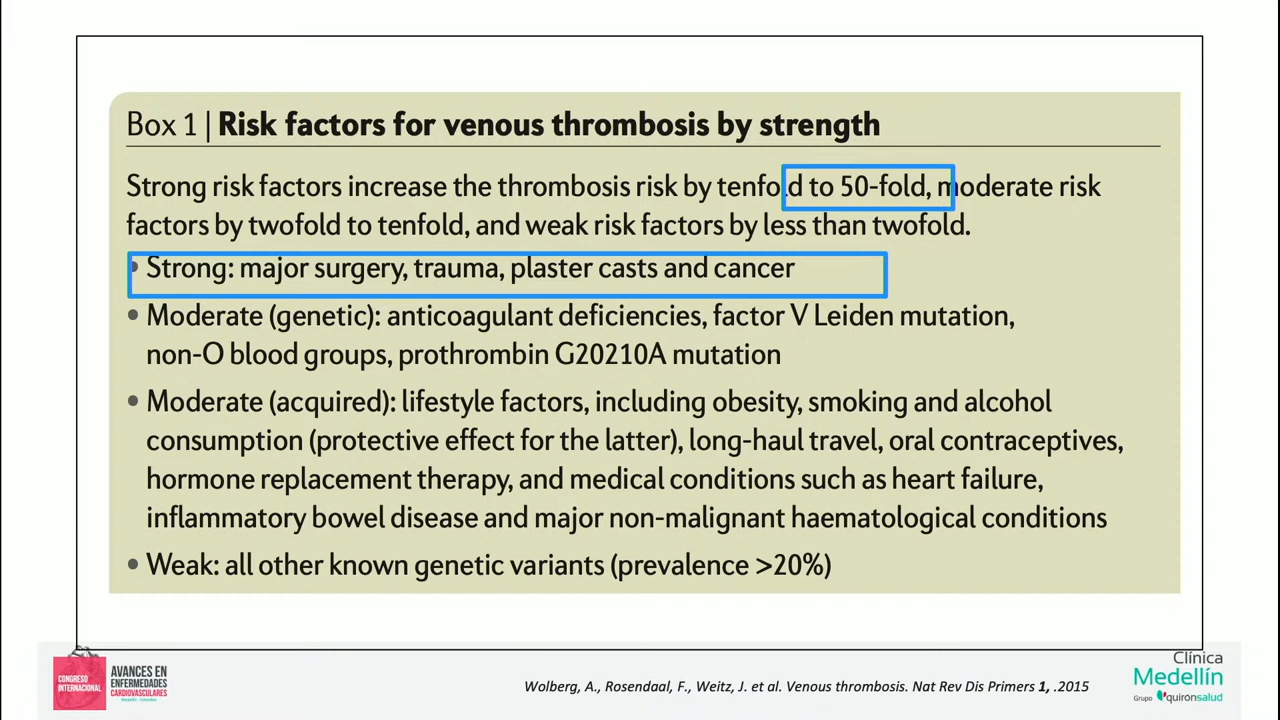 Box 1 | Risk factors for venous thrombosis by strength
Strong risk factors increase the thrombosis risk by tenfold to 50-fold, moderate risk
factors by twofold to tenfold, and weak risk factors by less than twofold.
• Strong: major surgery, trauma, plaster casts and cancer
• Moderate (genetic): anticoagulant deficiencies, factor V Leiden mutation,
non-O blood groups, prothrombin G20210A mutation
• Moderate (acquired): lifestyle factors, including obesity, smoking and alcohol
consumption (protective effect for the latter), long-haul travel, oral contraceptives,
hormone replacement therapy, and medical conditions such as heart failure,
inflammatory bowel disease and major non-malignant haematological conditions
• Weak: all other known genetic variants (prevalence >20%)
CONGRESO
INTERNACIONAL
AVANCES EN
ENFERMEDADES
CARDIOVASCULARES
Wolberg, A., Rosendaal, F., Weitz, J. et al. Venous thrombosis. Nat Rev Dis Primers 1, .2015
Clínica
Medellín
Grupo quirónsalud